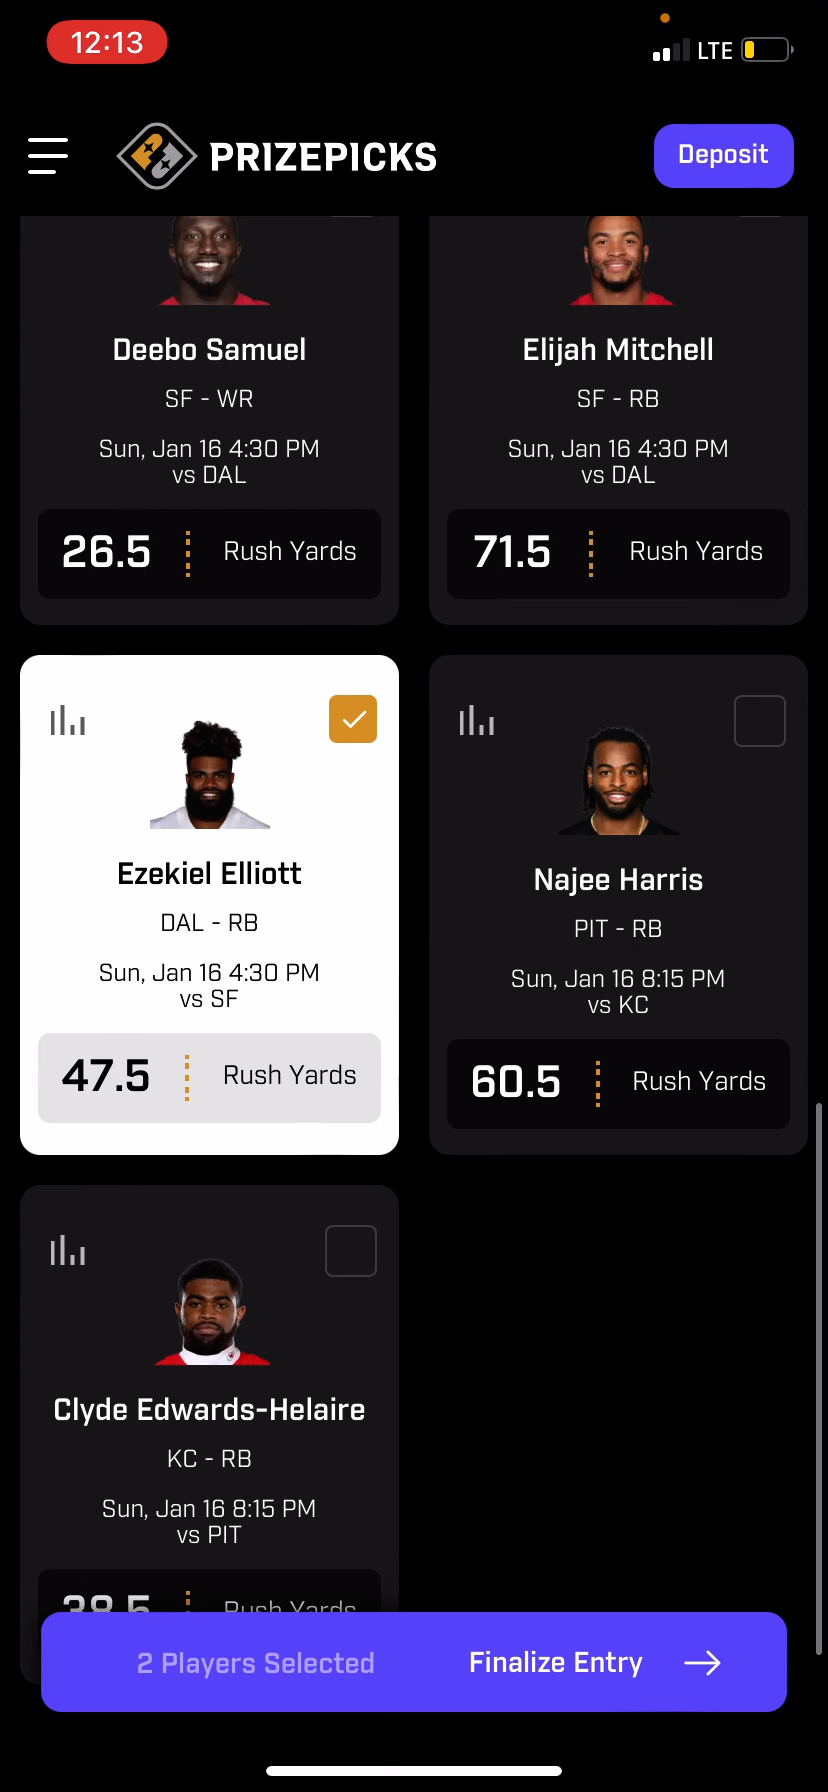 12:13
LTE
PRIZEPICKS
Deposit
Deebo Samuel
SF - WR
Sun, Jan 16 4:30 PM
vs DAL
26.5
Rush Yards
Elijah Mitchell
SF - RB
Sun, Jan 16 4:30 PM
vs DAL
71.5
Rush Yards
Ezekiel Elliott
DAL - RB
Sun, Jan 16 4:30 PM
vs SF
47.5
Rush Yards
Najee Harris
PIT - RB
Sun, Jan 16 8:15 PM
vs KC
60.5
Rush Yards
Clyde Edwards-Helaire
KC - RB
Sun, Jan 16 8:15 PM
vs PIT
Rush Yards
2 Players Selected
Finalize Entry